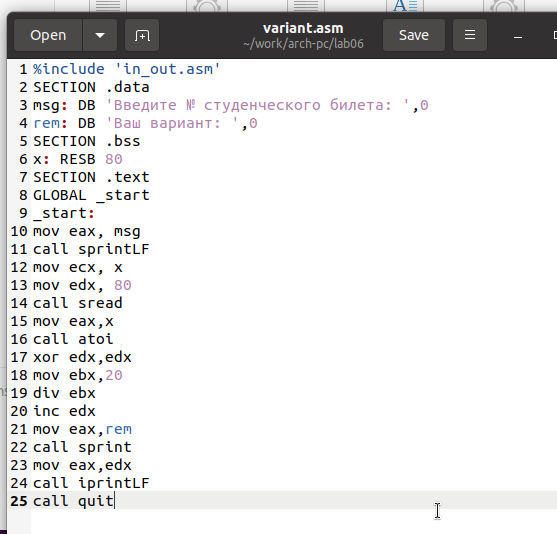 Open
variant.asm
~/work/arch-pc/lab06
Save
1 %include 'in_out.asm'
2 SECTION .data
3 msg: DB 'Введите № студенческого билета: ',0
4 rem: DB 'Ваш вариант: ',0
5 SECTION .bss
6 x: RESB 80
7 SECTION .text
8 GLOBAL _start
9 _start:
10 mov eax, msg
11 call sprintLF
12 mov ecx, x
13 mov edx, 80
14 call sread
15 mov eax,x
16 call atoi
17 xor edx,edx
18 mov ebx,20
19 div ebx
20 inc edx
21 mov eax,rem
22 call sprint
23 mov eax,edx
24 call iprintLF
25 call quit